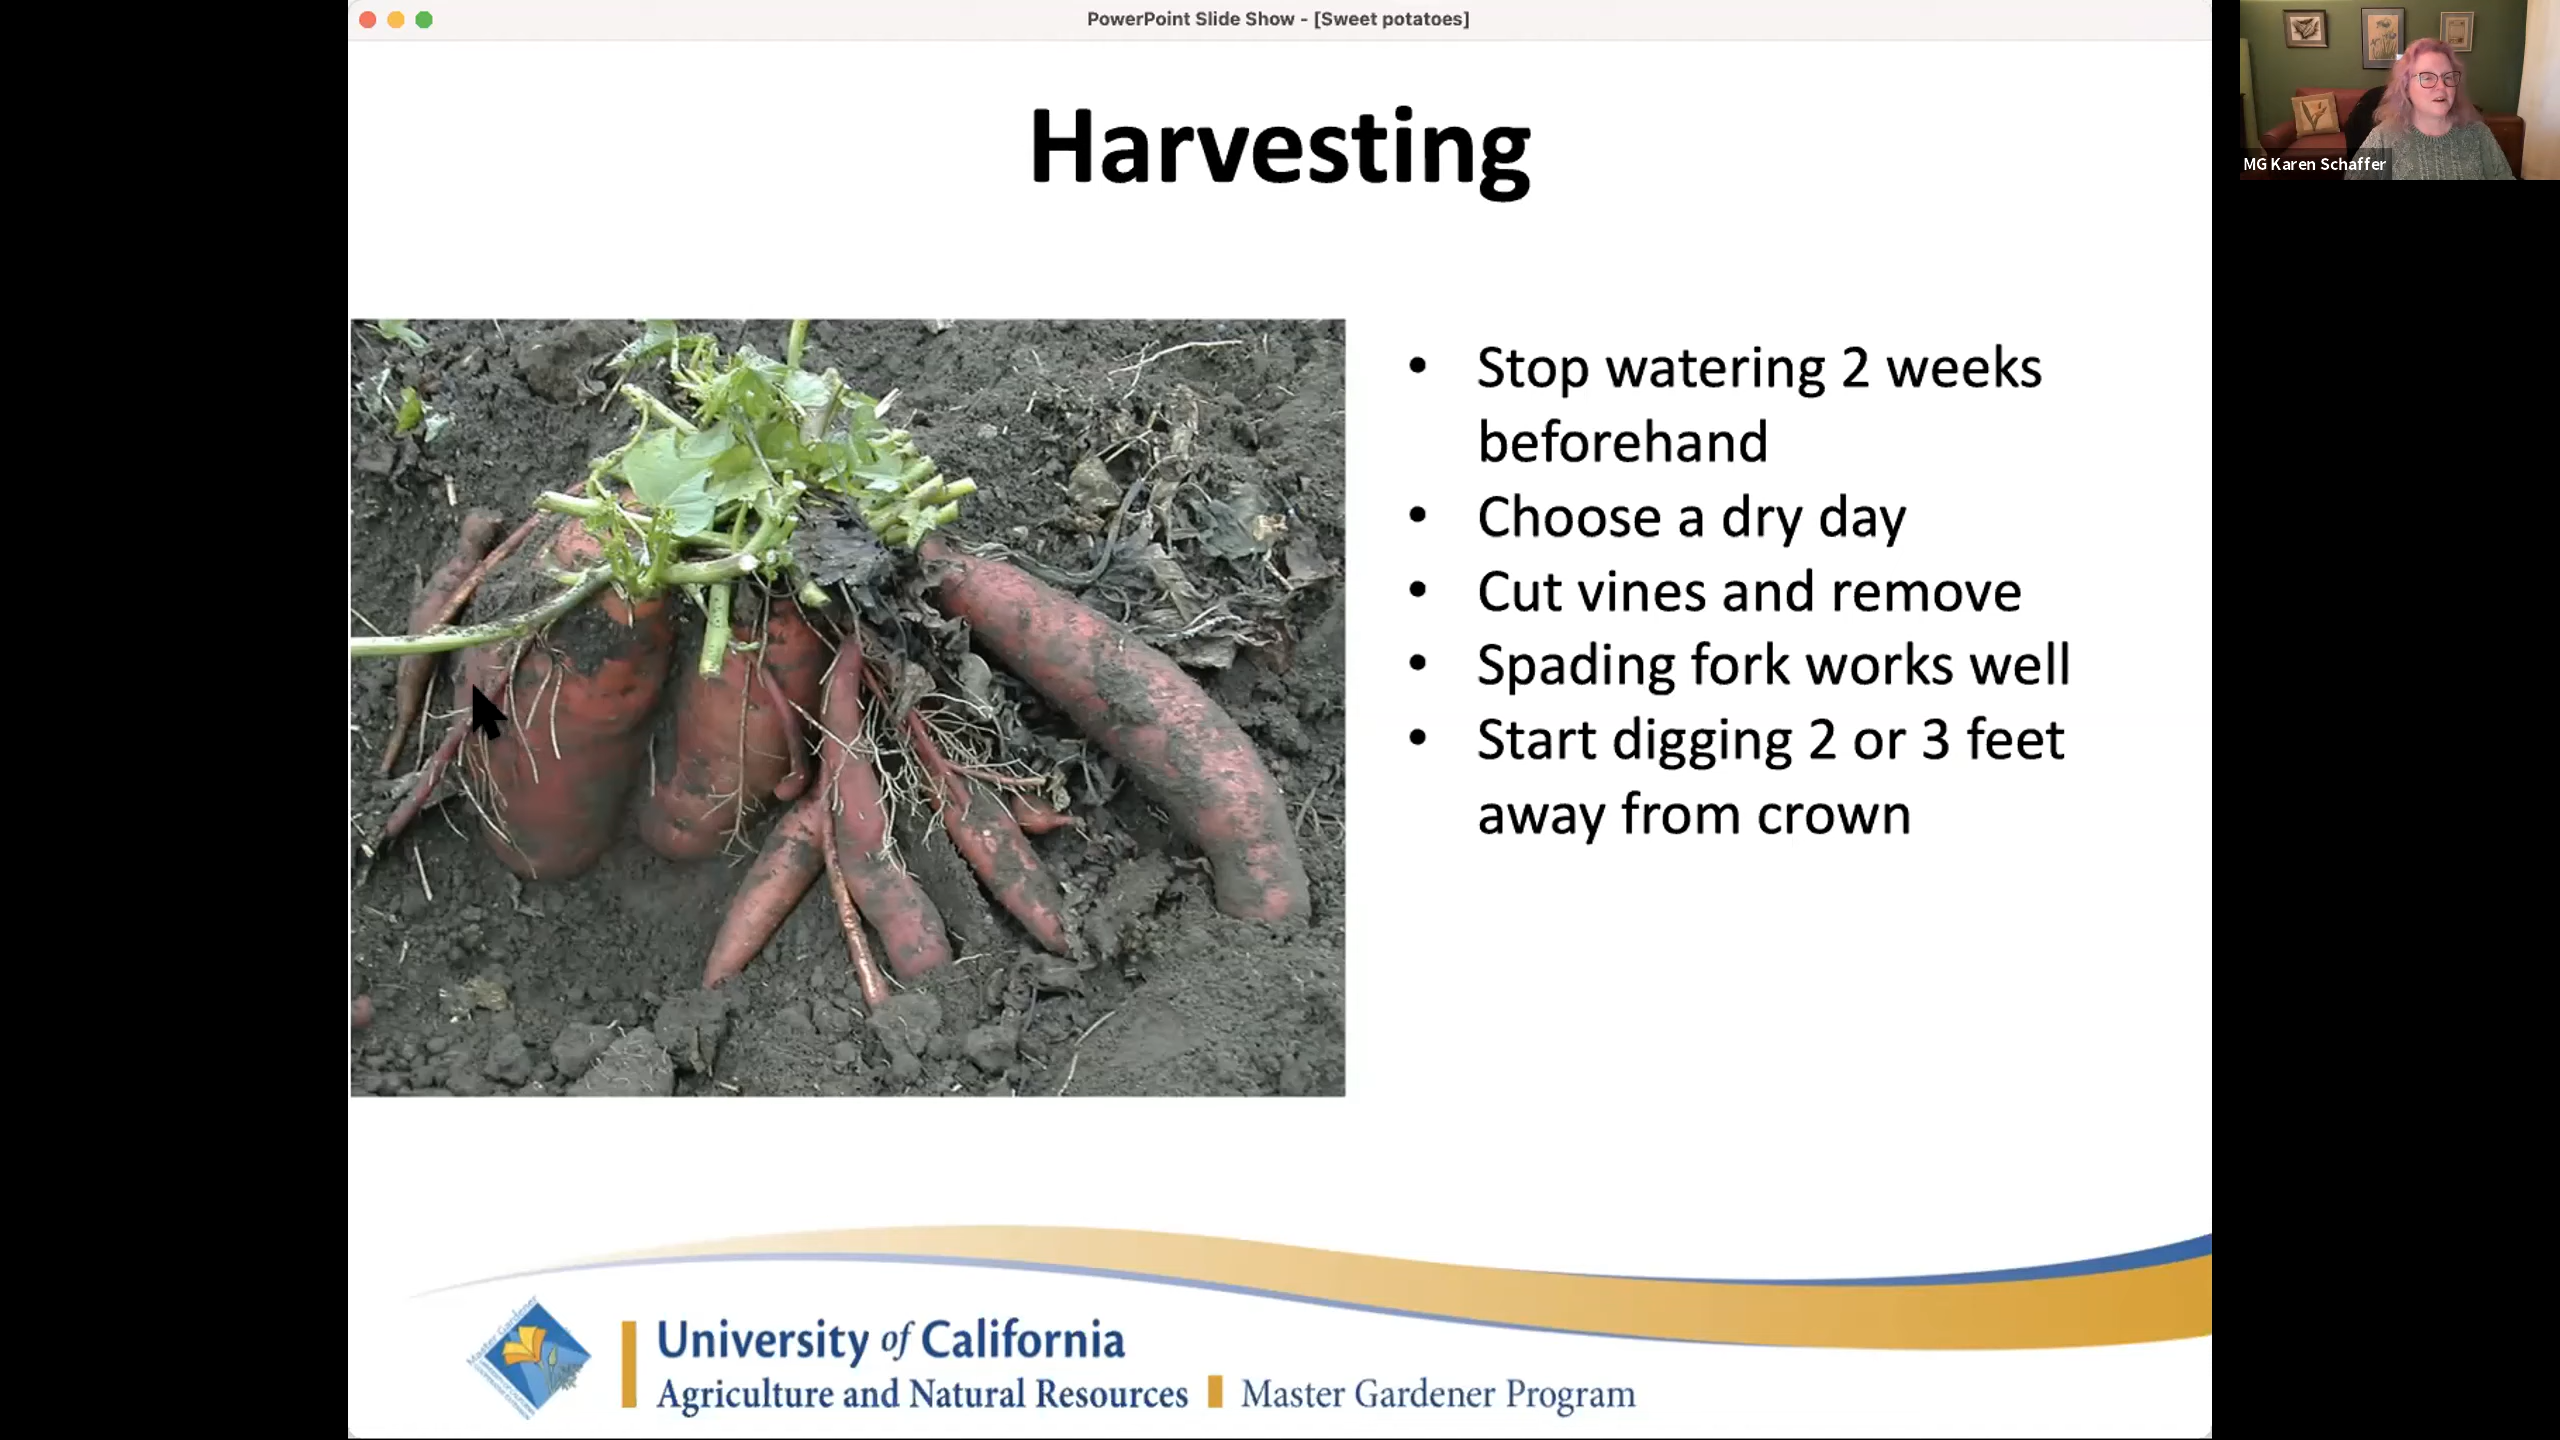 PowerPoint Slide Show - [Sweet potatoes]
MG Karen Schaffer
Harvesting
• Stop watering 2 weeks
beforehand
• Choose a dry day
• Cut vines and remove
• Spading fork works well
• Start digging 2 or 3 feet
away from crown
Master Gardener
University of California
Agriculture and Natural Resources
Master Gardener Program